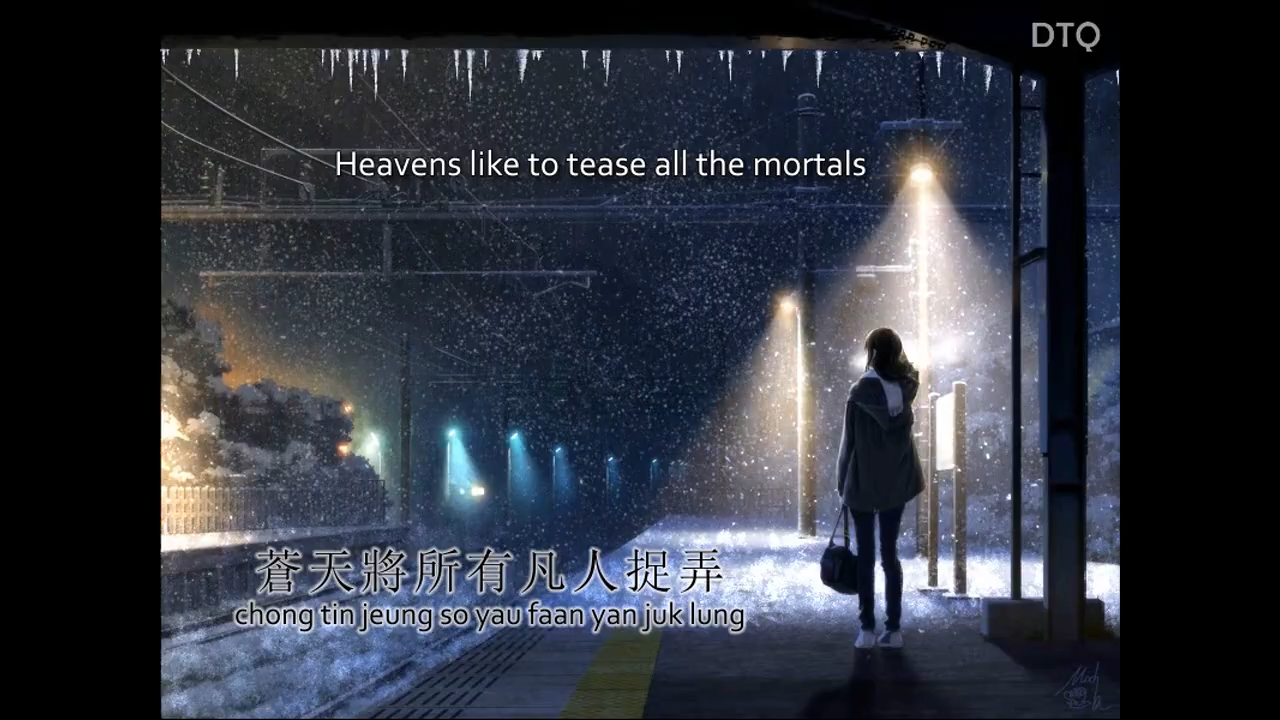 DTQ
Heavens like to tease all the mortals
蒼天將所有凡人捉弄
chong tin jeung so yau faan yan juk lung